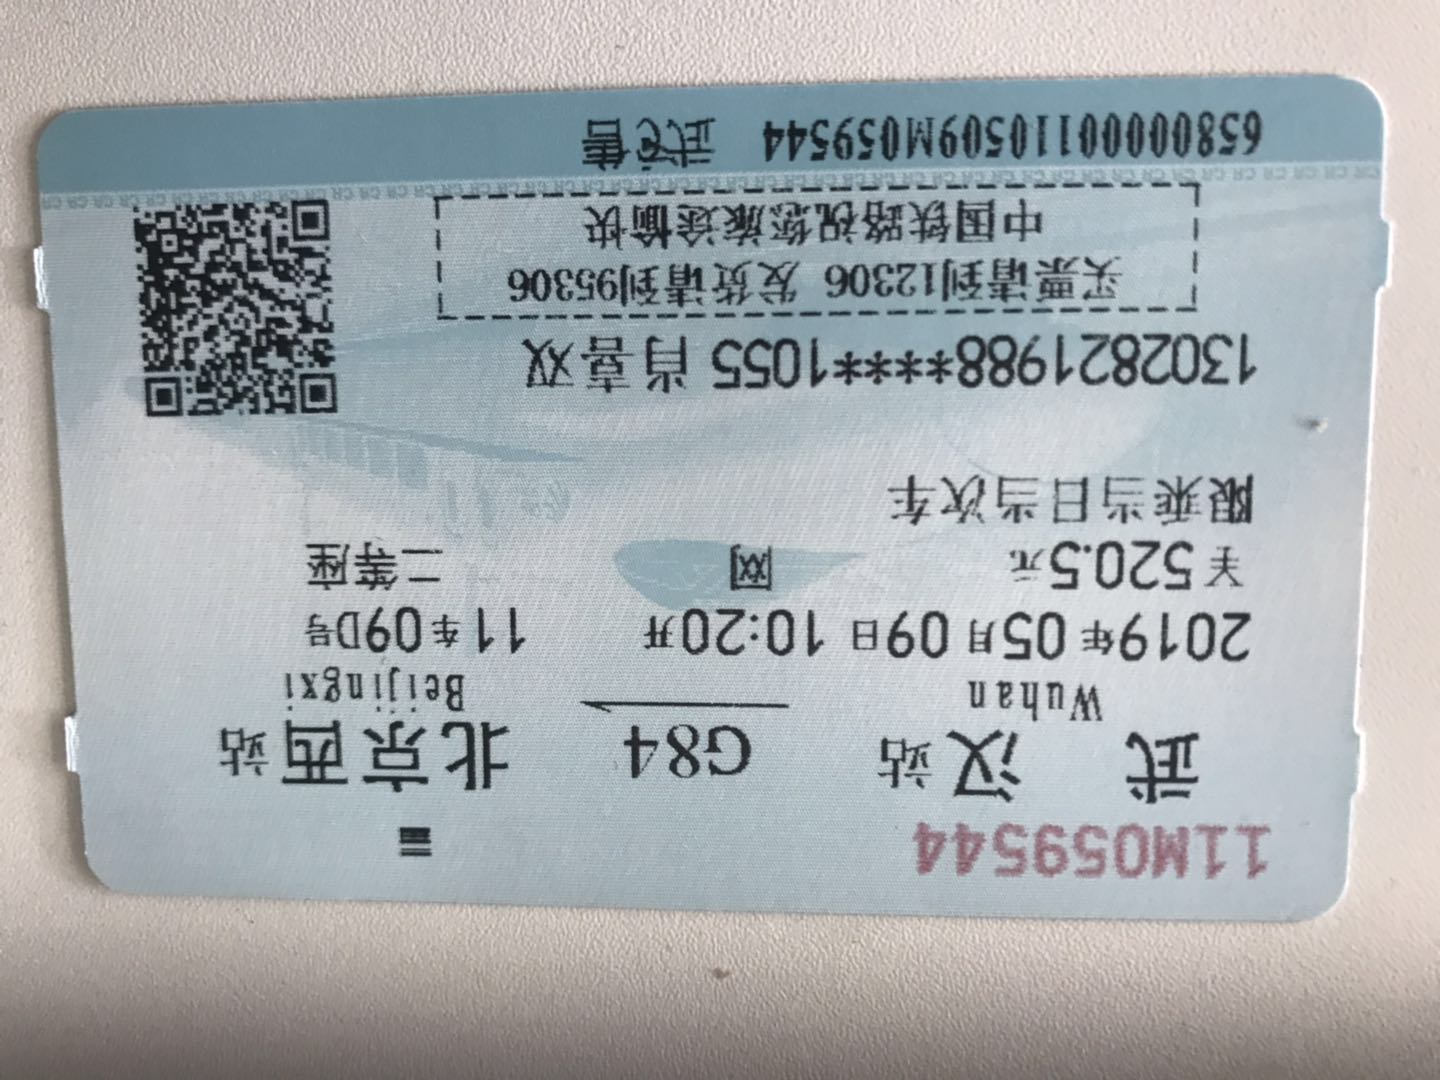 11M059544
武汉站 G84 北京西站
Wuhan Beijingxi
2019年05月09日10:20开 11车09D号
￥520.5元 网 二等座
限乘当日当次车
1302821988****1055 肖喜双
买票请到12306 发货请到95306
中国铁路祝您旅途愉快
6580000110509M059544 武C售